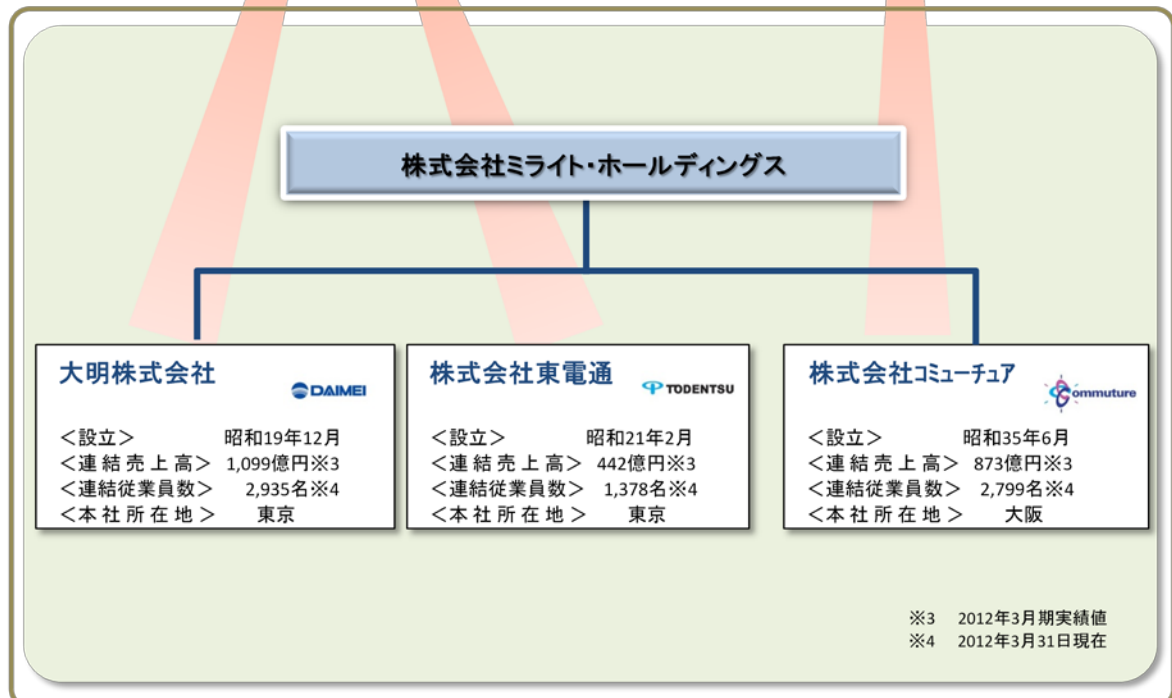 株式会社ミライト・ホールディングス
大明株式会社
DAIMEI
＜設立＞ 昭和19年12月
＜連結売上高＞ 1,099億円※3
＜連結従業員数＞ 2,935名※4
＜本社所在地＞ 東京
株式会社東電通
TODENTSU
＜設立＞ 昭和21年2月
＜連結売上高＞ 442億円※3
＜連結従業員数＞ 1,378名※4
＜本社所在地＞ 東京
株式会社コミューチュア
Commuture
＜設立＞ 昭和35年6月
＜連結売上高＞ 873億円※3
＜連結従業員数＞ 2,799名※4
＜本社所在地＞ 大阪
※3 2012年3月期実績値
※4 2012年3月31日現在